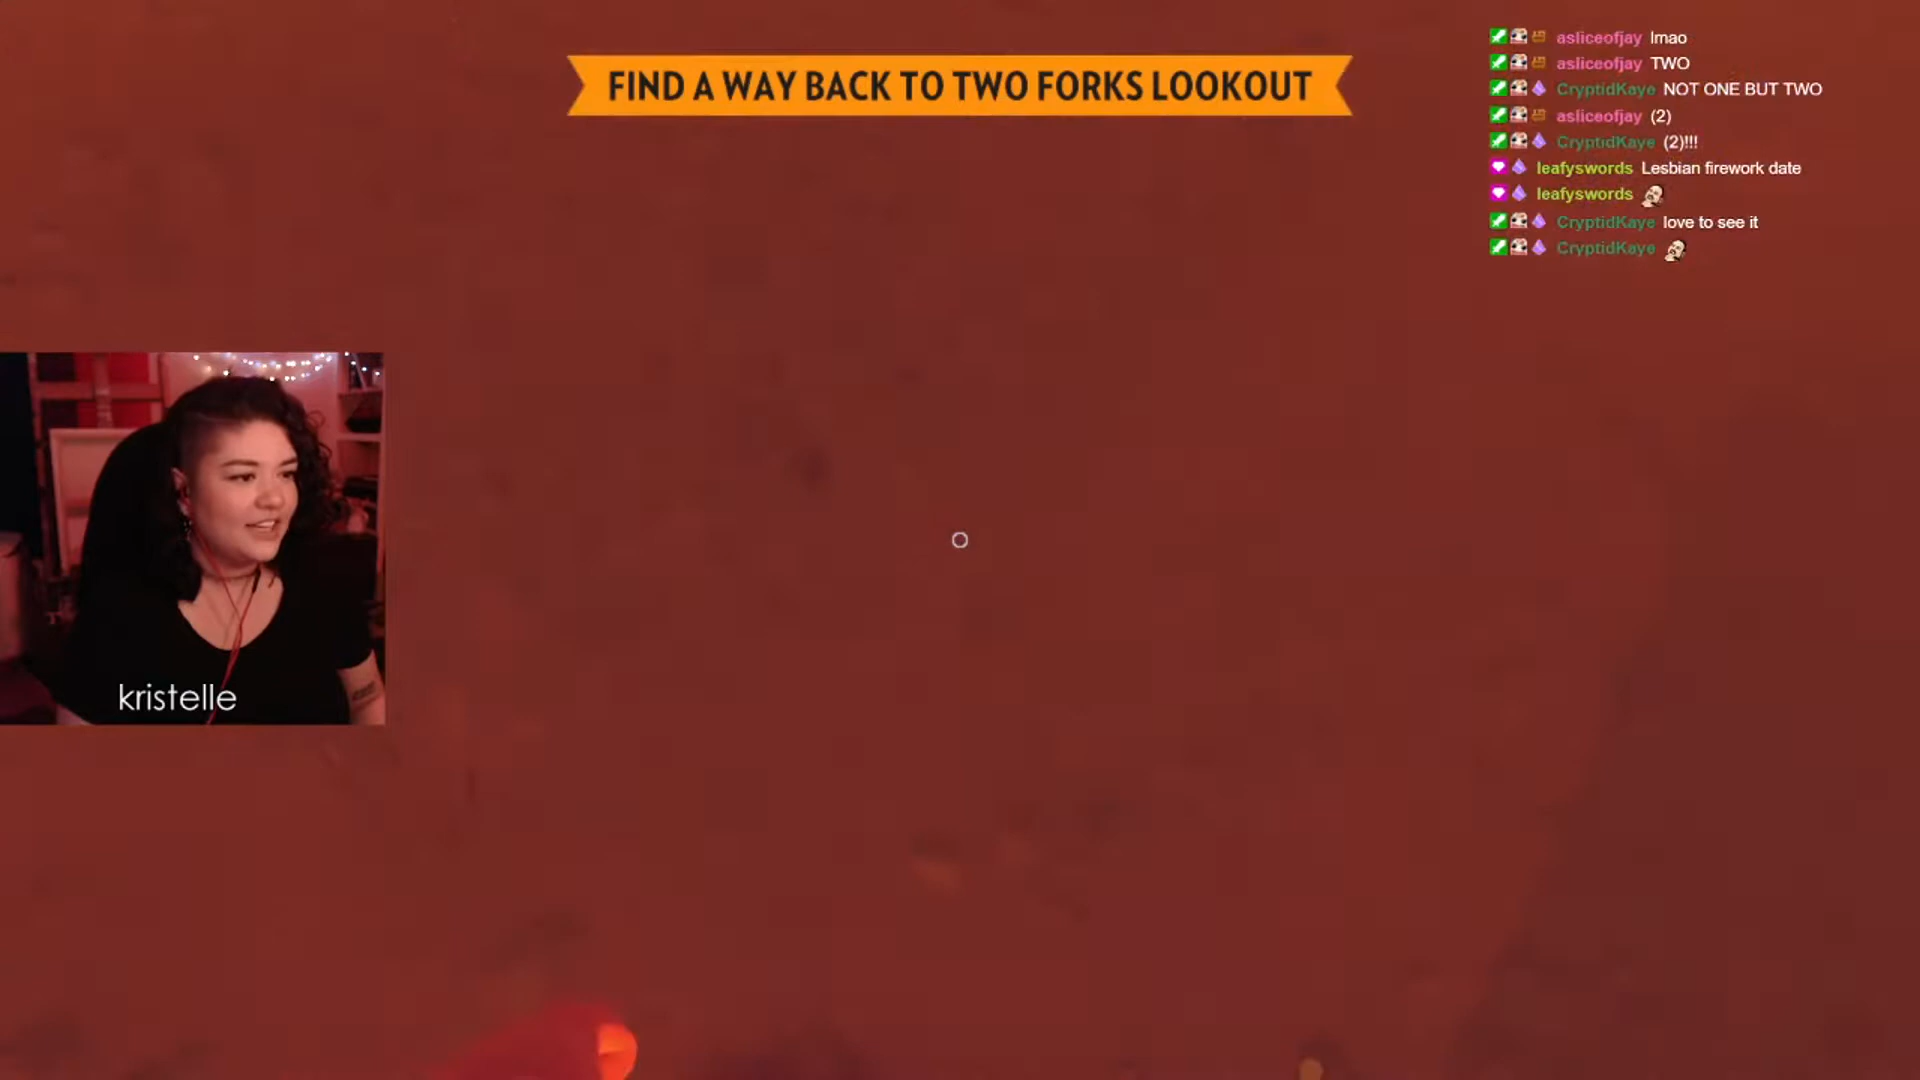 FIND A WAY BACK TO TWO FORKS LOOKOUT
asliceofjay lmao
asliceofjay TWO
CryptidKaye NOT ONE BUT TWO
asliceofjay (2)
CryptidKaye (2)!!!
leafyswords Lesbian firework date
leafyswords
CryptidKaye love to see it
CryptidKaye
kristelle